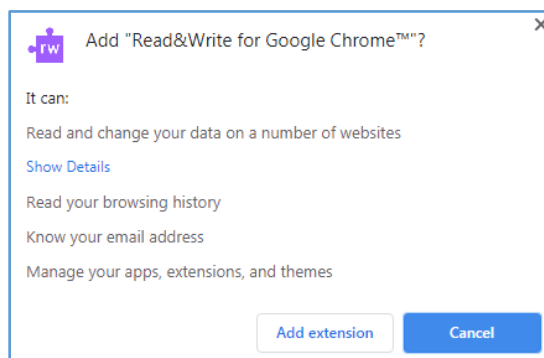 rw
Add "Read&Write for Google Chrome™"?
It can:
Read and change your data on a number of websites
Show Details
Read your browsing history
Know your email address
Manage your apps, extensions, and themes
Add extension Cancel